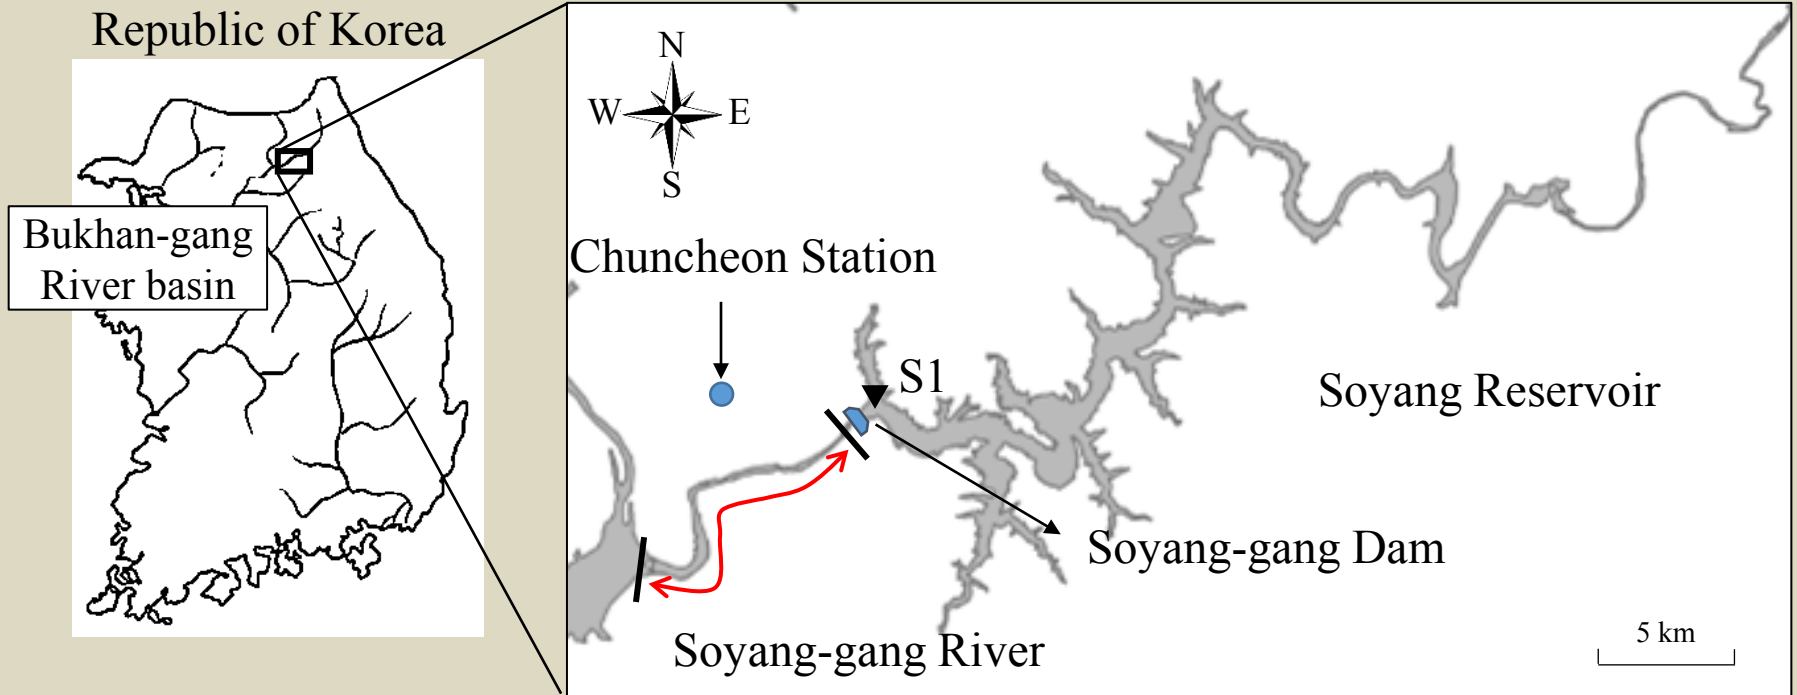 Republic of Korea
Bukhan-gang
River basin
N
W
E
S
Chuncheon Station
S1
Soyang Reservoir
Soyang-gang Dam
Soyang-gang River
5 km